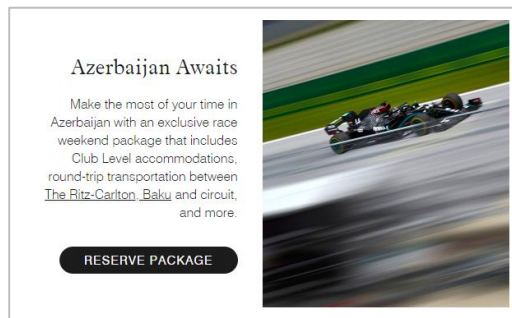 Azerbaijan Awaits
Make the most of your time in
Azerbaijan with an exclusive race
weekend package that includes
Club Level accommodations,
round-trip transportation between
The Ritz-Carlton, Baku and circuit,
and more.
RESERVE PACKAGE